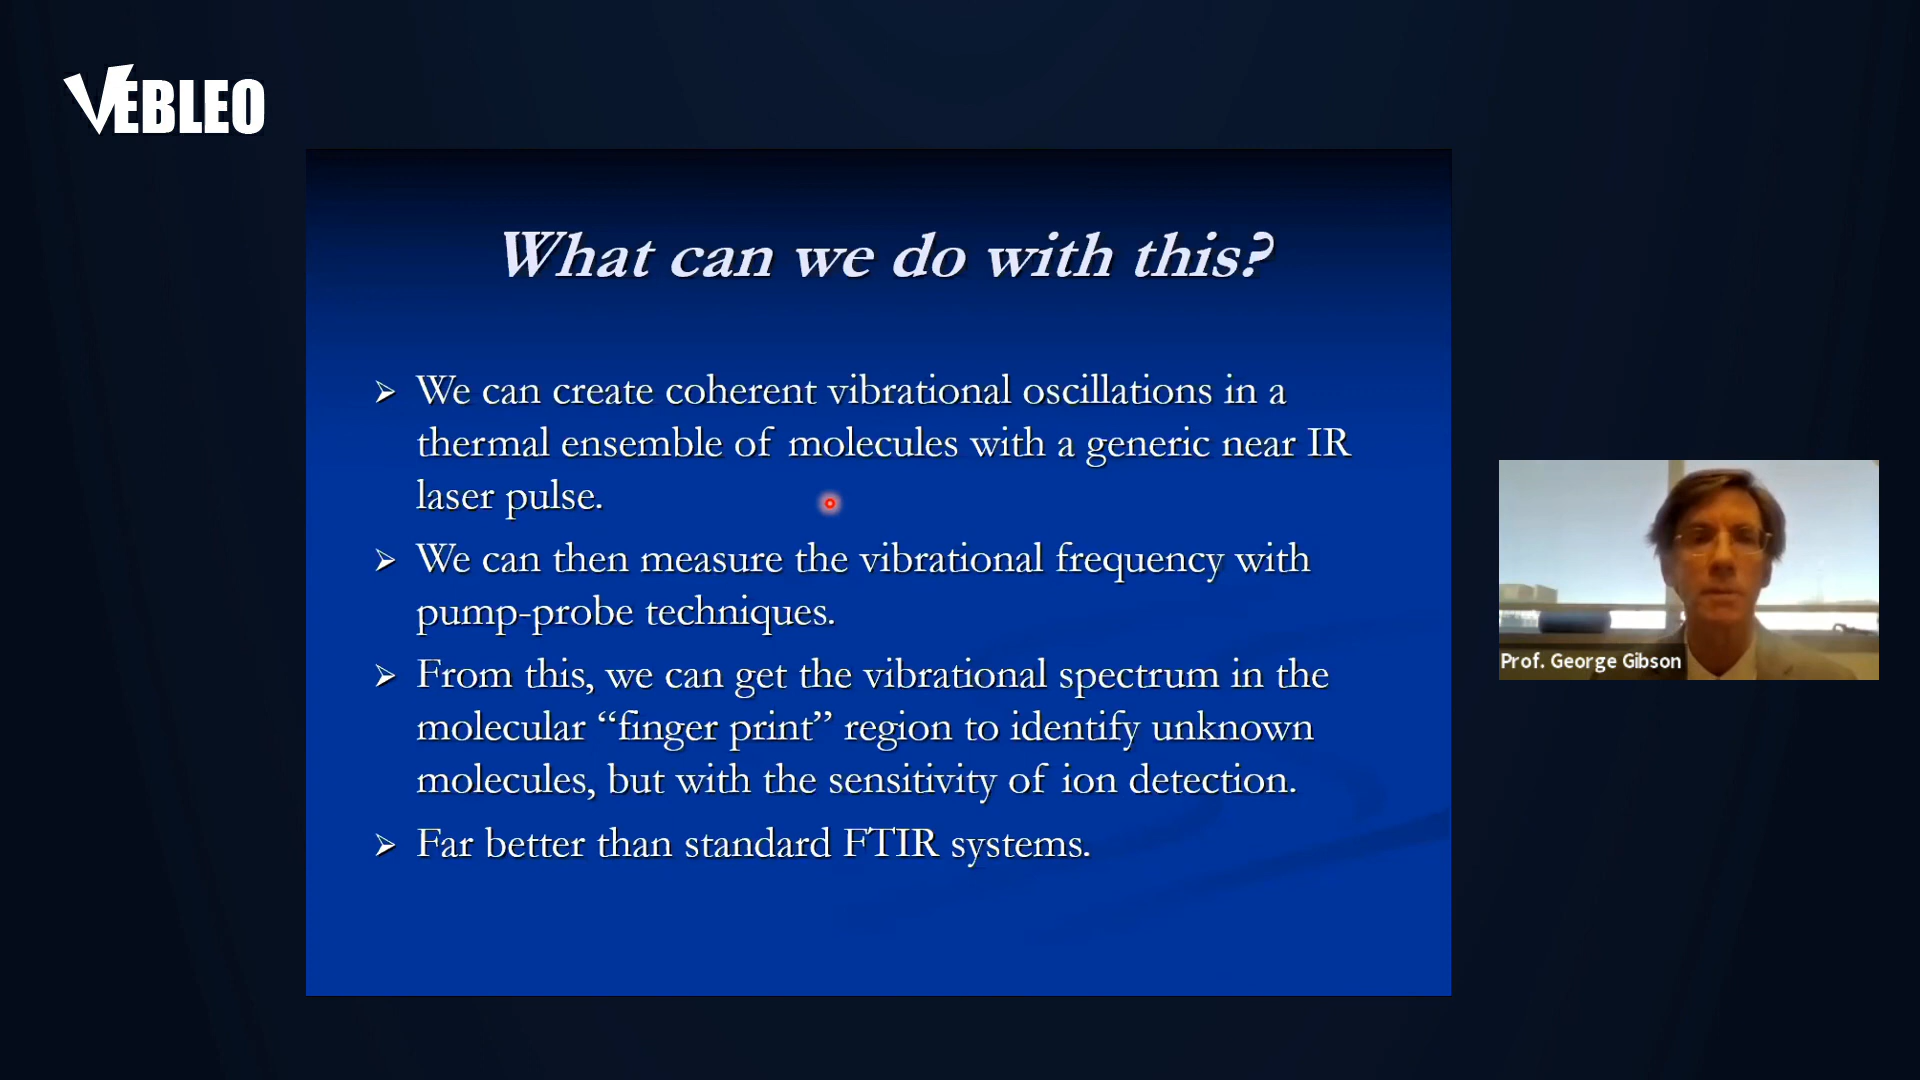 VEBLEO
What can we do with this?
We can create coherent vibrational oscillations in a
thermal ensemble of molecules with a generic near IR
laser pulse.
We can then measure the vibrational frequency with
pump-probe techniques.
From this, we can get the vibrational spectrum in the
molecular “finger print” region to identify unknown
molecules, but with the sensitivity of ion detection.
Far better than standard FTIR systems.
Prof. George Gibson